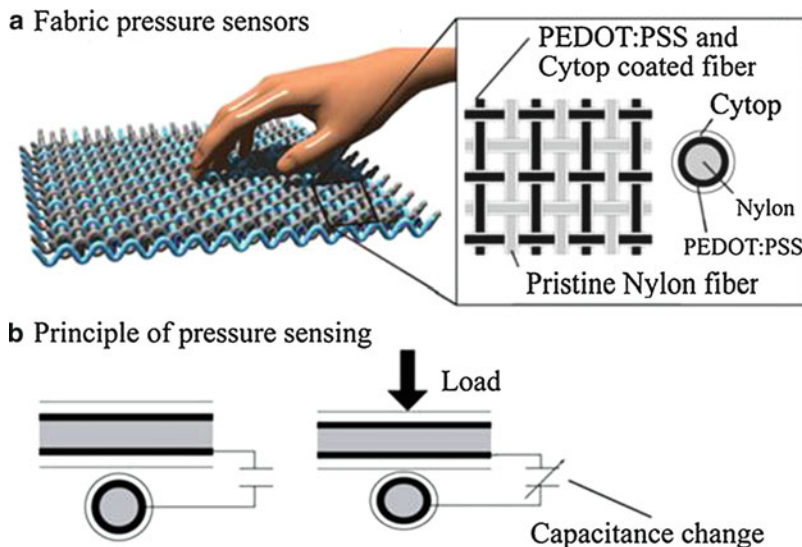 a Fabric pressure sensors
PEDOT:PSS and
Cytop coated fiber
Cytop
Nylon
PEDOT:PSS
Pristine Nylon fiber
b Principle of pressure sensing
Load
Capacitance change